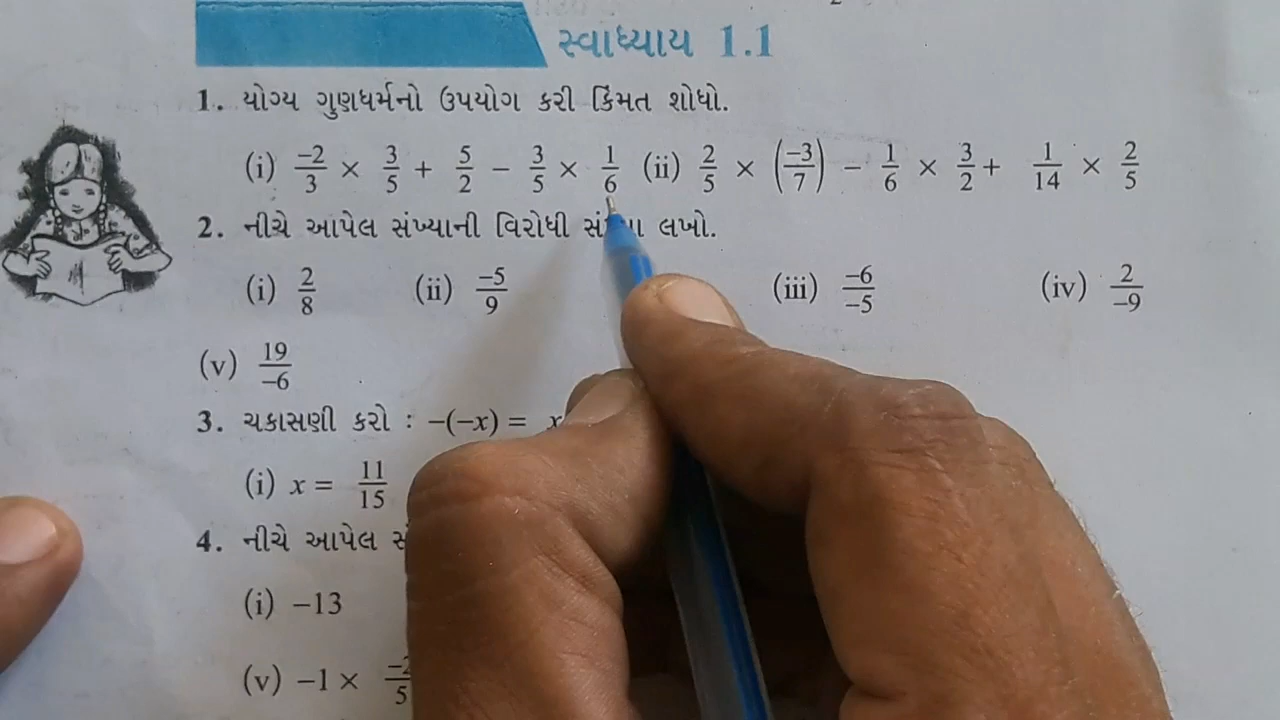 સ્વાધ્યાય 1.1
1. યોગ્ય ગુણધર્મનો ઉપયોગ કરી કિંમત શોધો.
(i) -2/3 × 3/5 + 5/2 − 3/5 × 1/6 (ii) 2/5 × (-3/7) − 1/6 × 3/2 + 1/14 × 2/5
2. નીચે આપેલ સંખ્યાની વિરોધી લખો.
(i) 2/8 (ii) -5/9 (iii) -6/-5 (iv) 2/-9
(v) 19/-6
3. ચકાસણી કરો : −(−x) = x
(i) x = 11/15
4. નીચે આપેલ
(i) −13
(v) −1 ×